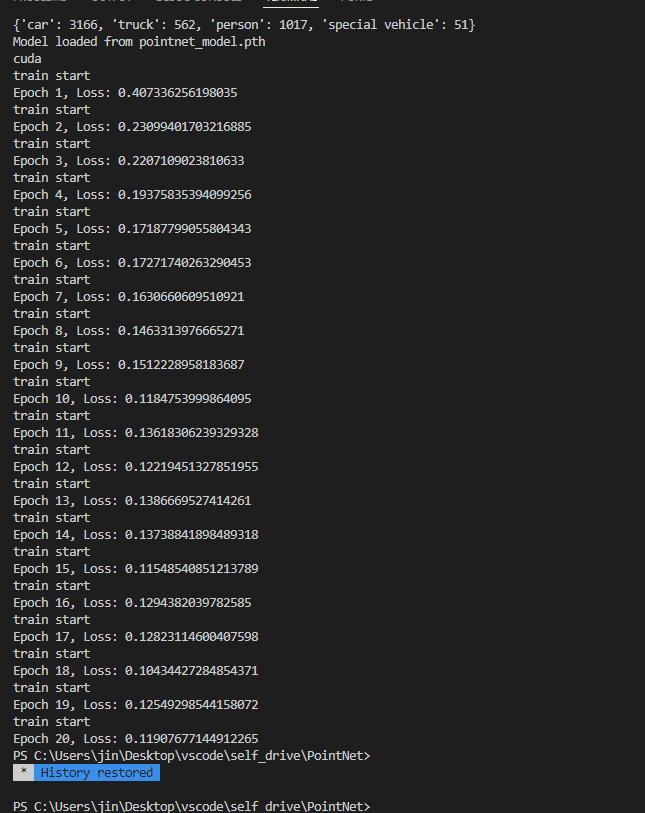 {'car': 3166, 'truck': 562, 'person': 1017, 'special vehicle': 51}
Model loaded from pointnet_model.pth
cuda
train start
Epoch 1, Loss: 0.407336256198035
train start
Epoch 2, Loss: 0.23099401703216885
train start
Epoch 3, Loss: 0.2207109023810633
train start
Epoch 4, Loss: 0.19375835394099256
train start
Epoch 5, Loss: 0.17187799055804343
train start
Epoch 6, Loss: 0.17271740263290453
train start
Epoch 7, Loss: 0.1630660609510921
train start
Epoch 8, Loss: 0.1463313976665271
train start
Epoch 9, Loss: 0.1512228958183687
train start
Epoch 10, Loss: 0.1184753999864095
train start
Epoch 11, Loss: 0.13618306239329328
train start
Epoch 12, Loss: 0.12219451327851955
train start
Epoch 13, Loss: 0.1386669527414261
train start
Epoch 14, Loss: 0.13738841898489318
train start
Epoch 15, Loss: 0.11548540851213789
train start
Epoch 16, Loss: 0.1294382039782585
train start
Epoch 17, Loss: 0.12823114600407598
train start
Epoch 18, Loss: 0.10434427284854371
train start
Epoch 19, Loss: 0.12549298544158072
train start
Epoch 20, Loss: 0.11907677144912265
PS C:\Users\jin\Desktop\vscode\self_drive\PointNet>
* History restored
PS C:\Users\jin\Desktop\vscode\self_drive\PointNet>